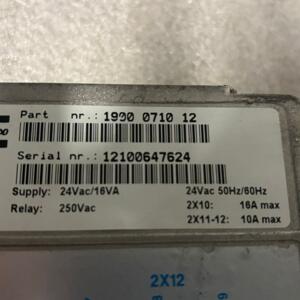 Part nr.: 1900 0710 12
Serial nr.: 12100647624
Supply: 24Vac/16VA 24Vac 50Hz/60Hz
Relay: 250Vac 2X10: 16A max
2X11-12: 10A max
2X12